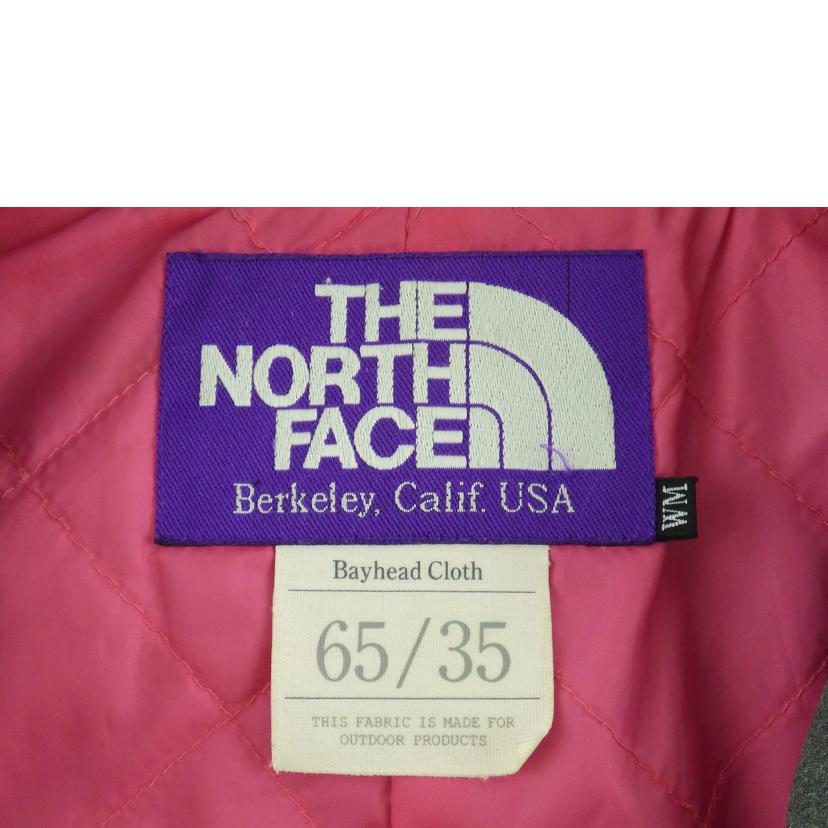 THE
NORTH
FACE
Berkeley, Calif. USA
WM
Bayhead Cloth
65/35
THIS FABRIC IS MADE FOR
OUTDOOR PRODUCTS